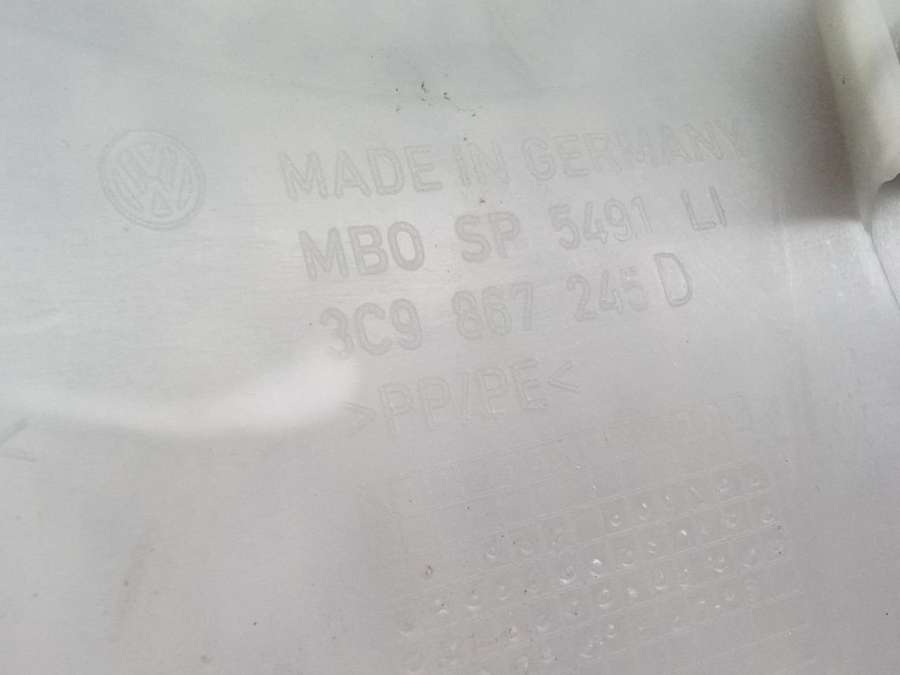 MADE IN GERMANY
MBO SP 5491 LI
3C9 867 245 D
>PP/PE<